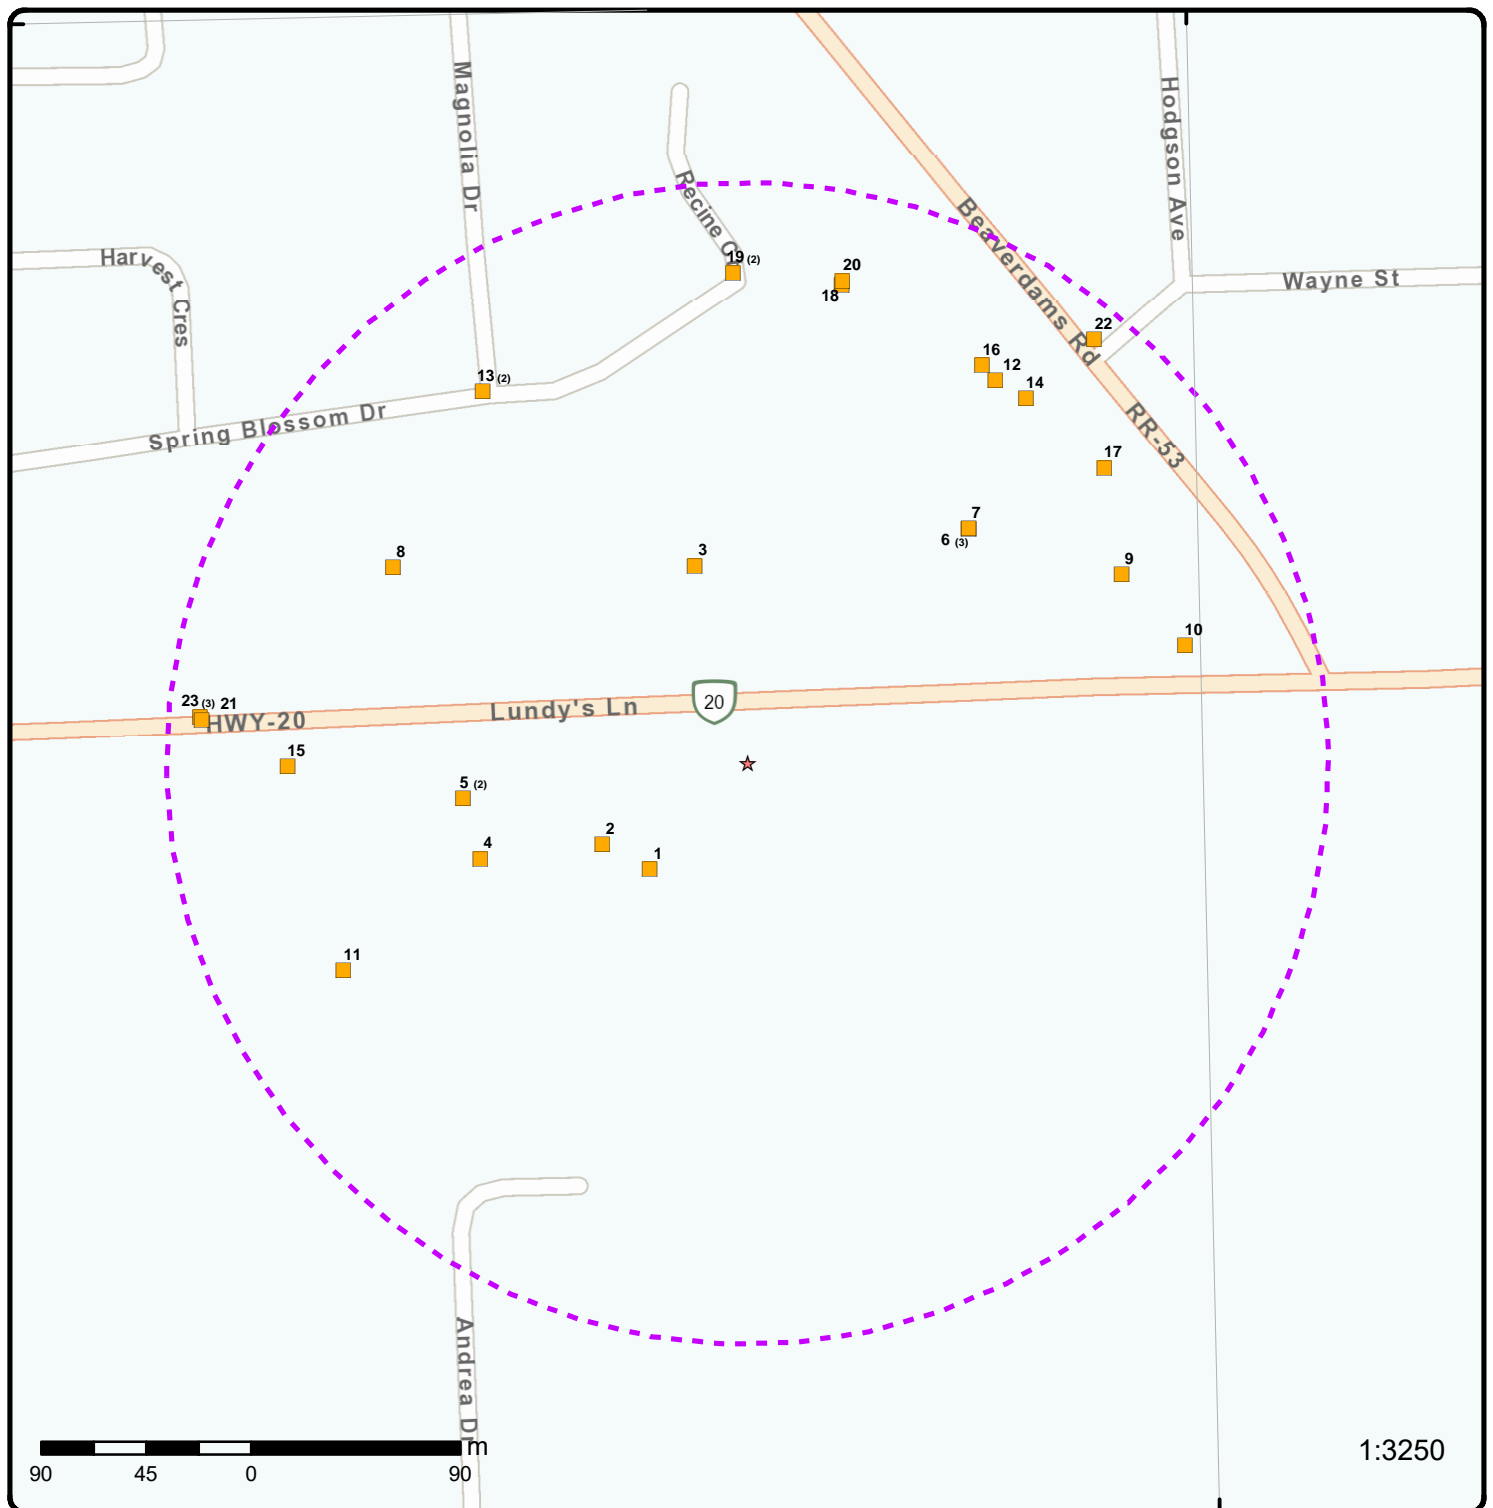 Magnolia Dr
Hodgson Ave
Recine C
Beaverdams Rd
Harvest Cres
19 (2)
20
18
Wayne St
22
16
12
13 (2)
14
Spring Blossom Dr
RR-53
17
7
6 (3)
8
3
9
10
23 (3) 21
HWY-20
Lundy's Ln
20
15
5 (2)
2
4
1
11
Andrea Dr
m
90 45 0 90
1:3250